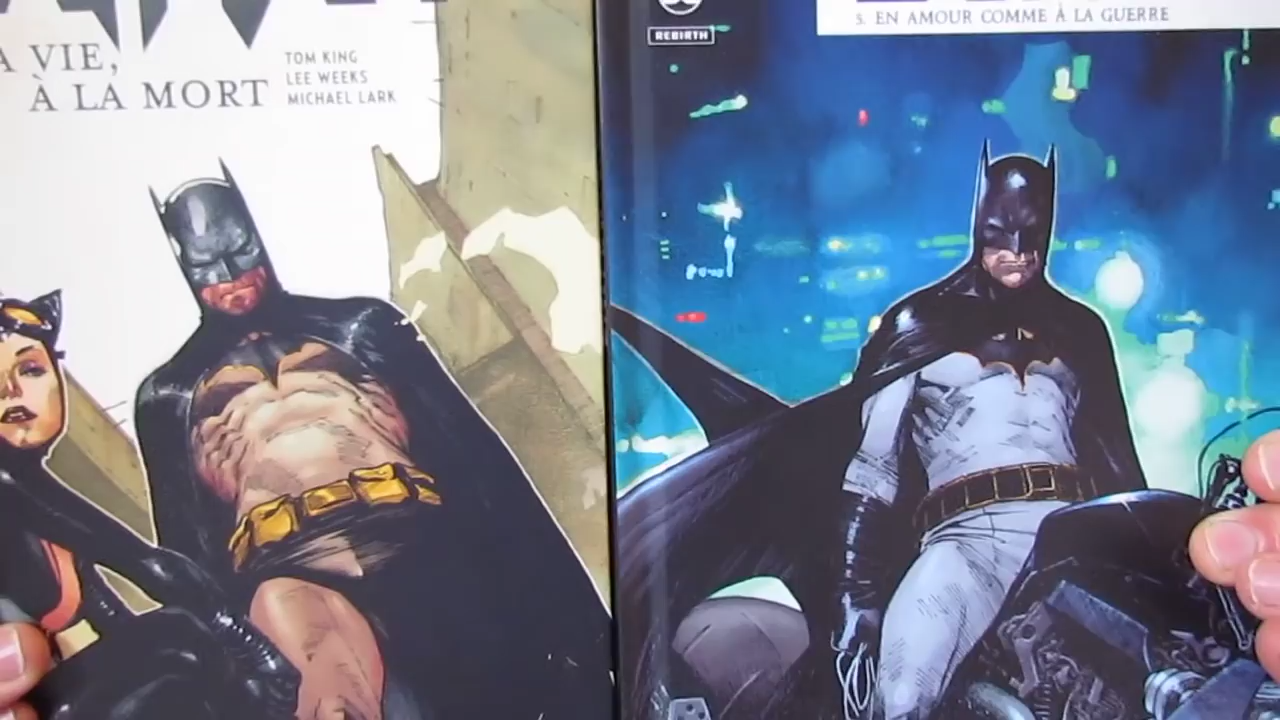 A VIE,
À LA MORT
TOM KING
LEE WEEKS
MICHAEL LARK
REBIRTH
5. EN AMOUR COMME À LA GUERRE